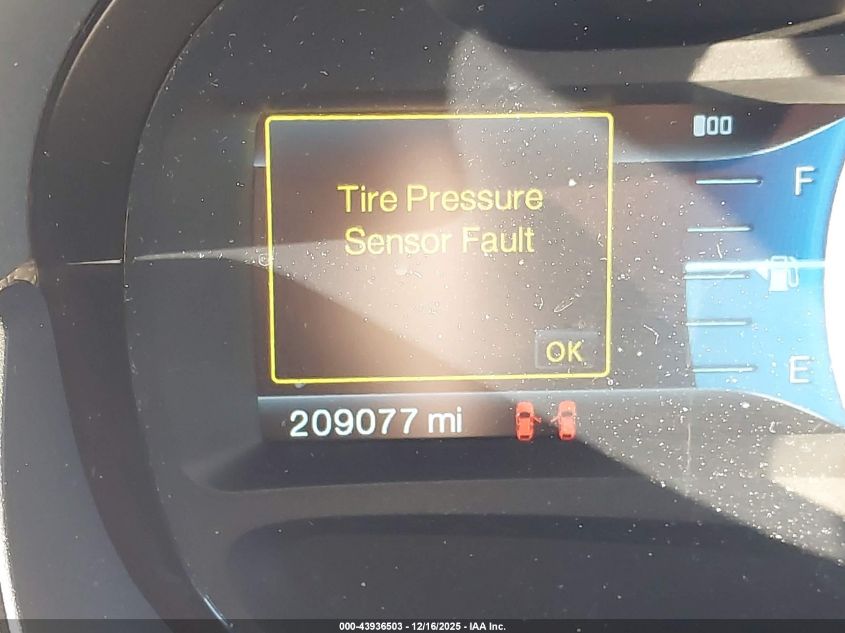 Tire Pressure
Sensor Fault
OK
F
E
209077 mi
000-43936503 - 12/16/2025 - IAA Inc.